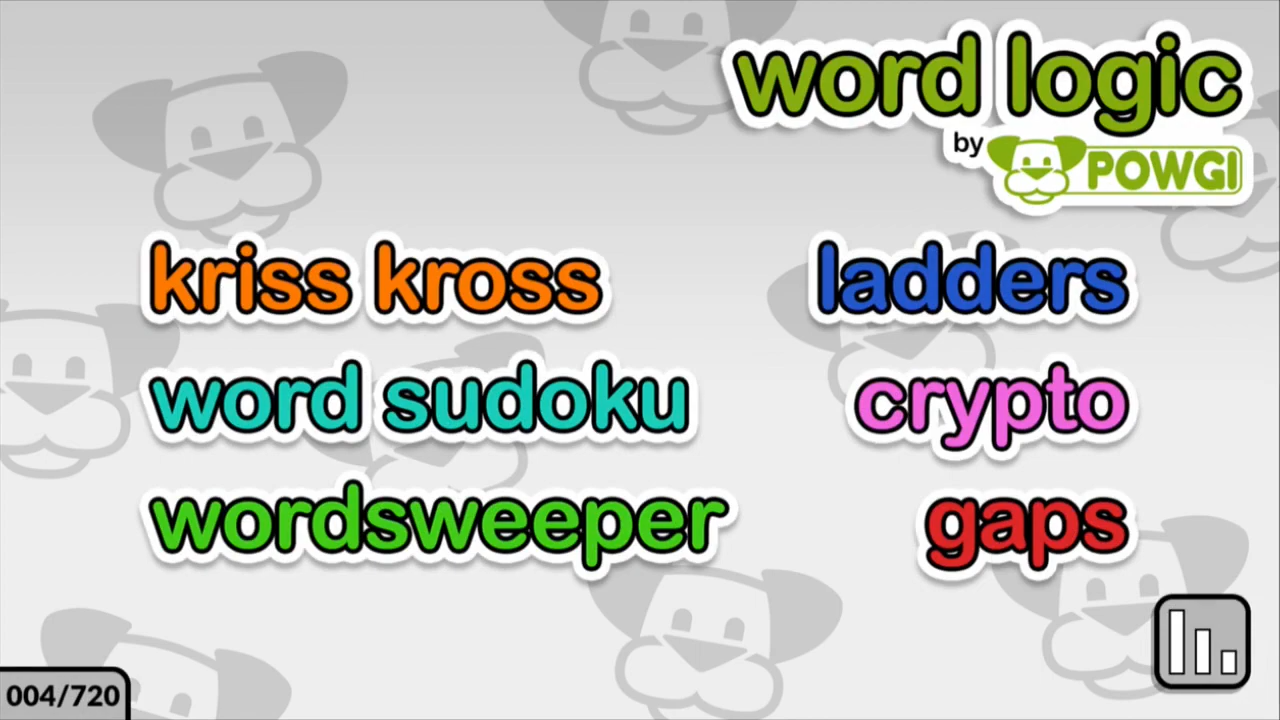 word logic
by POWGI
kriss kross
ladders
word sudoku
crypto
wordsweeper
gaps
004/720